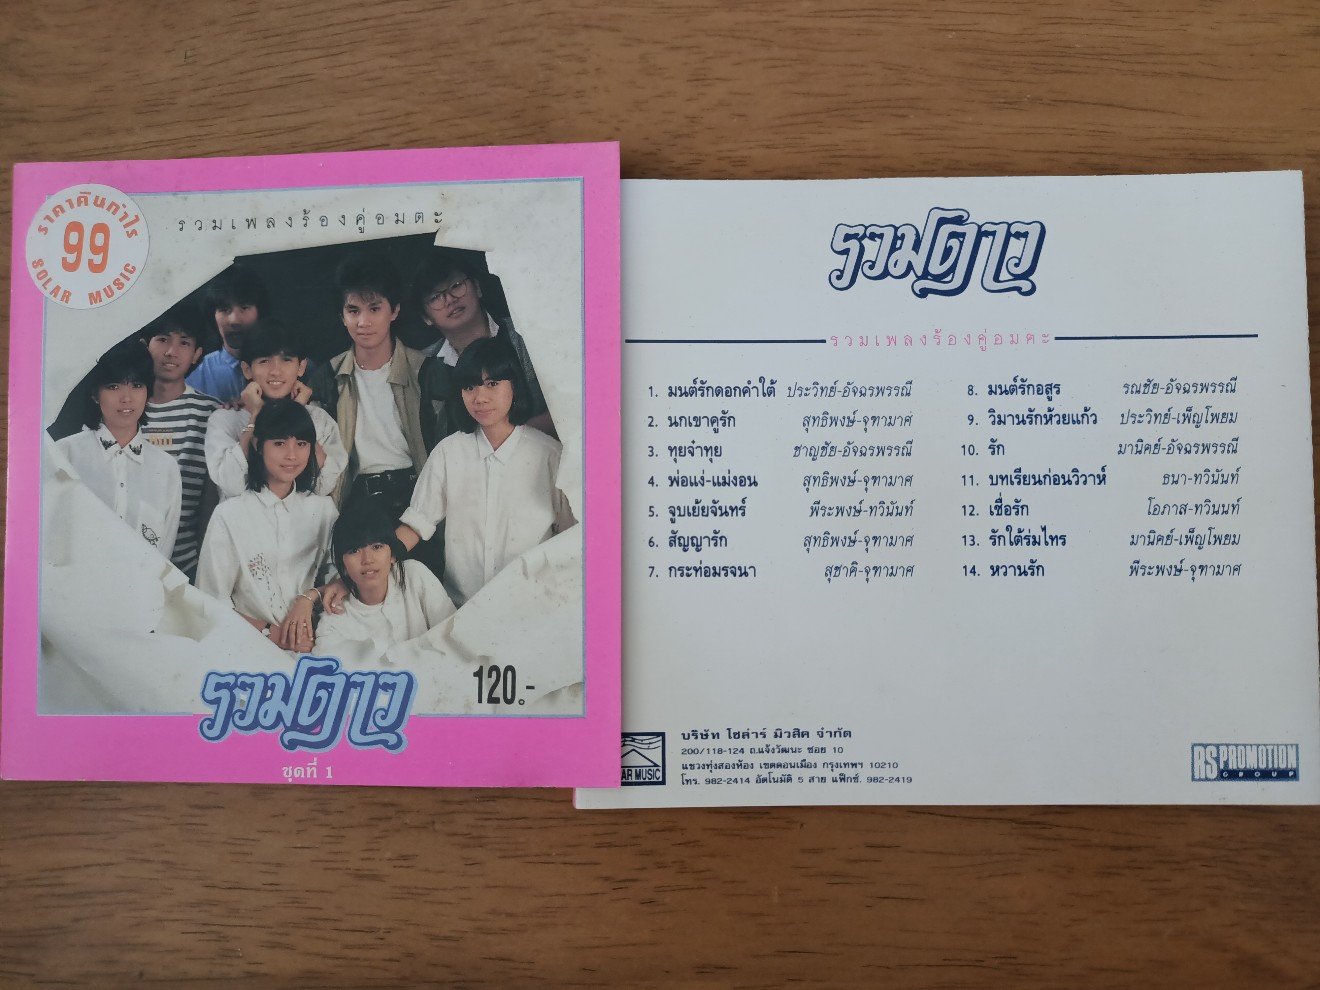 ราคาคืนกำไร
99
SOLAR MUSIC
รวมเพลงร้องคู่อมตะ
รวมดาว
120.-
ชุดที่ 1
รวมดาว
รวมเพลงร้องคู่อมตะ
1. มนต์รักดอกคำใต้ ประวิทย์-อัจฉรพรรณี
2. นกเขาคูรัก สุทธิพงษ์-จุฑามาศ
3. ทุยจ๋าทุย ชาญชัย-อัจฉรพรรณี
4. พ่อแง่-แม่งอน สุทธิพงษ์-จุฑามาศ
5. จูบเย้ยจันทร์ พีระพงษ์-ทวินันท์
6. สัญญารัก สุทธิพงษ์-จุฑามาศ
7. กระท่อมรจนา สุชาติ-จุฑามาศ
8. มนต์รักอสูร รณชัย-อัจฉรพรรณี
9. วิมานรักห้วยแก้ว ประวิทย์-เพ็ญโพยม
10. รัก มานิตย์-อัจฉรพรรณี
11. บทเรียนก่อนวิวาห์ ธนา-ทวินันท์
12. เชื่อรัก โอภาส-ทวินนท์
13. รักใต้ร่มไทร มานิตย์-เพ็ญโพยม
14. หวานรัก พีระพงษ์-จุฑามาศ
บริษัท โซล่าร์ มิวสิค จำกัด
200/118-124 ถ.แจ้งวัฒนะ ซอย 10
แขวงทุ่งสองห้อง เขตดอนเมือง กรุงเทพฯ 10210
โทร. 982-2414 อัตโนมัติ 5 สาย แฟ็กซ์. 982-2419
AR MUSIC
RS PROMOTION
GROUP